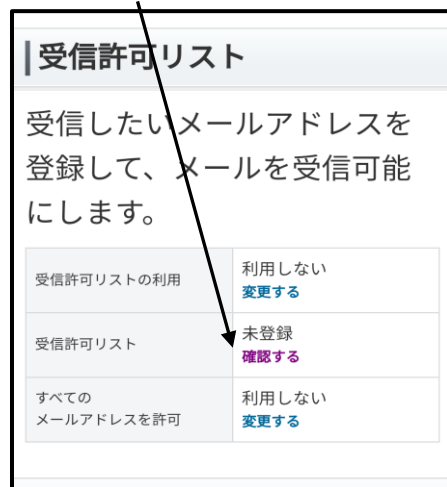 受信許可リスト
受信したいメールアドレスを
登録して、メールを受信可能
にします。
受信許可リストの利用
利用しない
変更する
受信許可リスト
未登録
確認する
すべての
メールアドレスを許可
利用しない
変更する